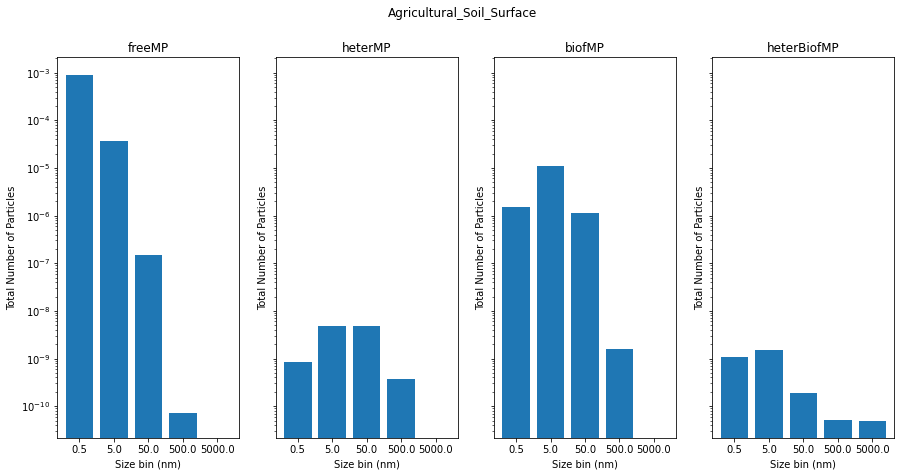 Agricultural_Soil_Surface
freeMP
heterMP
biofMP
heterBiofMP
Total Number of Particles
10⁻³
10⁻⁴
10⁻⁵
10⁻⁶
10⁻⁷
10⁻⁸
10⁻⁹
10⁻¹⁰
0.5 5.0 50.0 500.0 5000.0
Size bin (nm)
Total Number of Particles
0.5 5.0 50.0 500.0 5000.0
Size bin (nm)
Total Number of Particles
0.5 5.0 50.0 500.0 5000.0
Size bin (nm)
Total Number of Particles
0.5 5.0 50.0 500.0 5000.0
Size bin (nm)